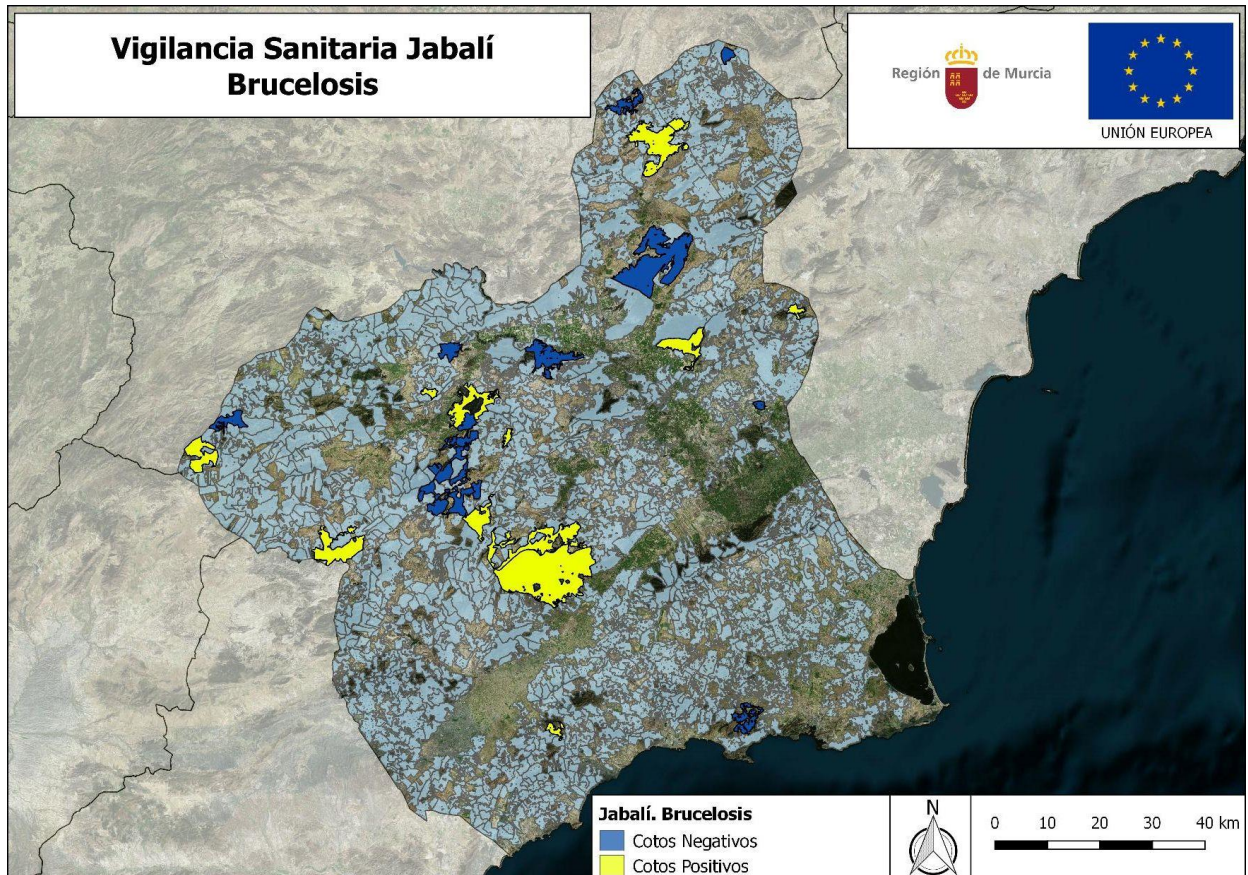 Vigilancia Sanitaria Jabalí
Brucelosis
Región de Murcia
UNIÓN EUROPEA
Jabalí. Brucelosis
Cotos Negativos
Cotos Positivos
N
0 10 20 30 40 km